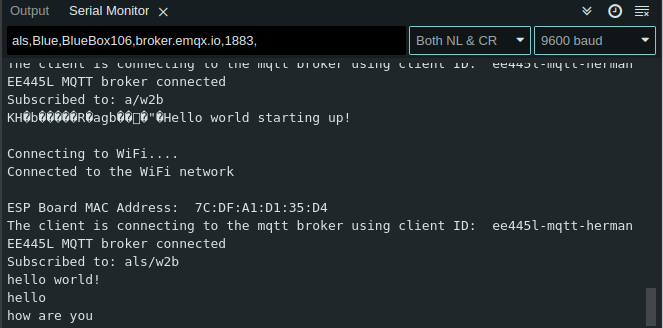 Output Serial Monitor
als,Blue,BlueBox106,broker.emqx.io,1883,
Both NL & CR
9600 baud
The client is connecting to the mqtt broker using client ID:  ee445l-mqtt-herman
EE445L MQTT broker connected
Subscribed to: a/w2b
KH�b�����R�agb��□�"�Hello world starting up!
Connecting to WiFi....
Connected to the WiFi network
ESP Board MAC Address:  7C:DF:A1:D1:35:D4
The client is connecting to the mqtt broker using client ID:  ee445l-mqtt-herman
EE445L MQTT broker connected
Subscribed to: als/w2b
hello world!
hello
how are you